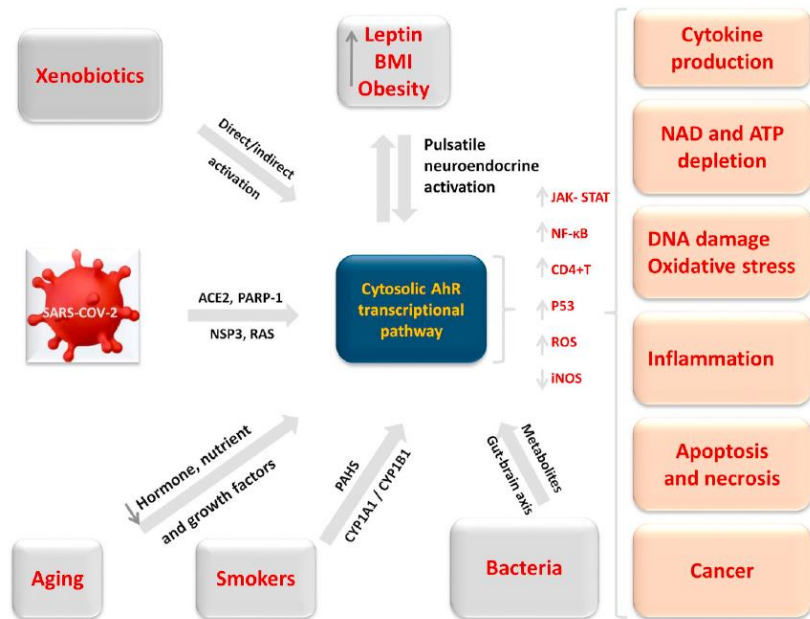 Xenobiotics
Leptin
BMI
Obesity
Direct/indirect
activation
Pulsatile
neuroendocrine
activation
SARS-COV-2
ACE2, PARP-1
NSP3, RAS
Cytosolic AhR
transcriptional
pathway
JAK- STAT
NF-κB
CD4+T
P53
ROS
iNOS
Hormone, nutrient
and growth factors
PAHS
CYP1A1 / CYP1B1
Metabolites
Gut-brain axis
Aging
Smokers
Bacteria
Cytokine
production
NAD and ATP
depletion
DNA damage
Oxidative stress
Inflammation
Apoptosis
and necrosis
Cancer